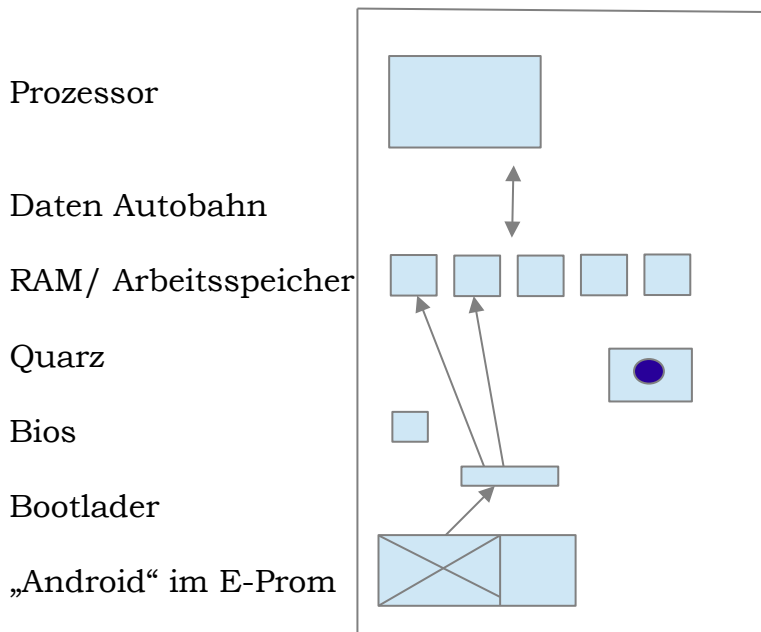 Prozessor
Daten Autobahn
RAM/ Arbeitsspeicher
Quarz
Bios
Bootlader
„Android“ im E-Prom